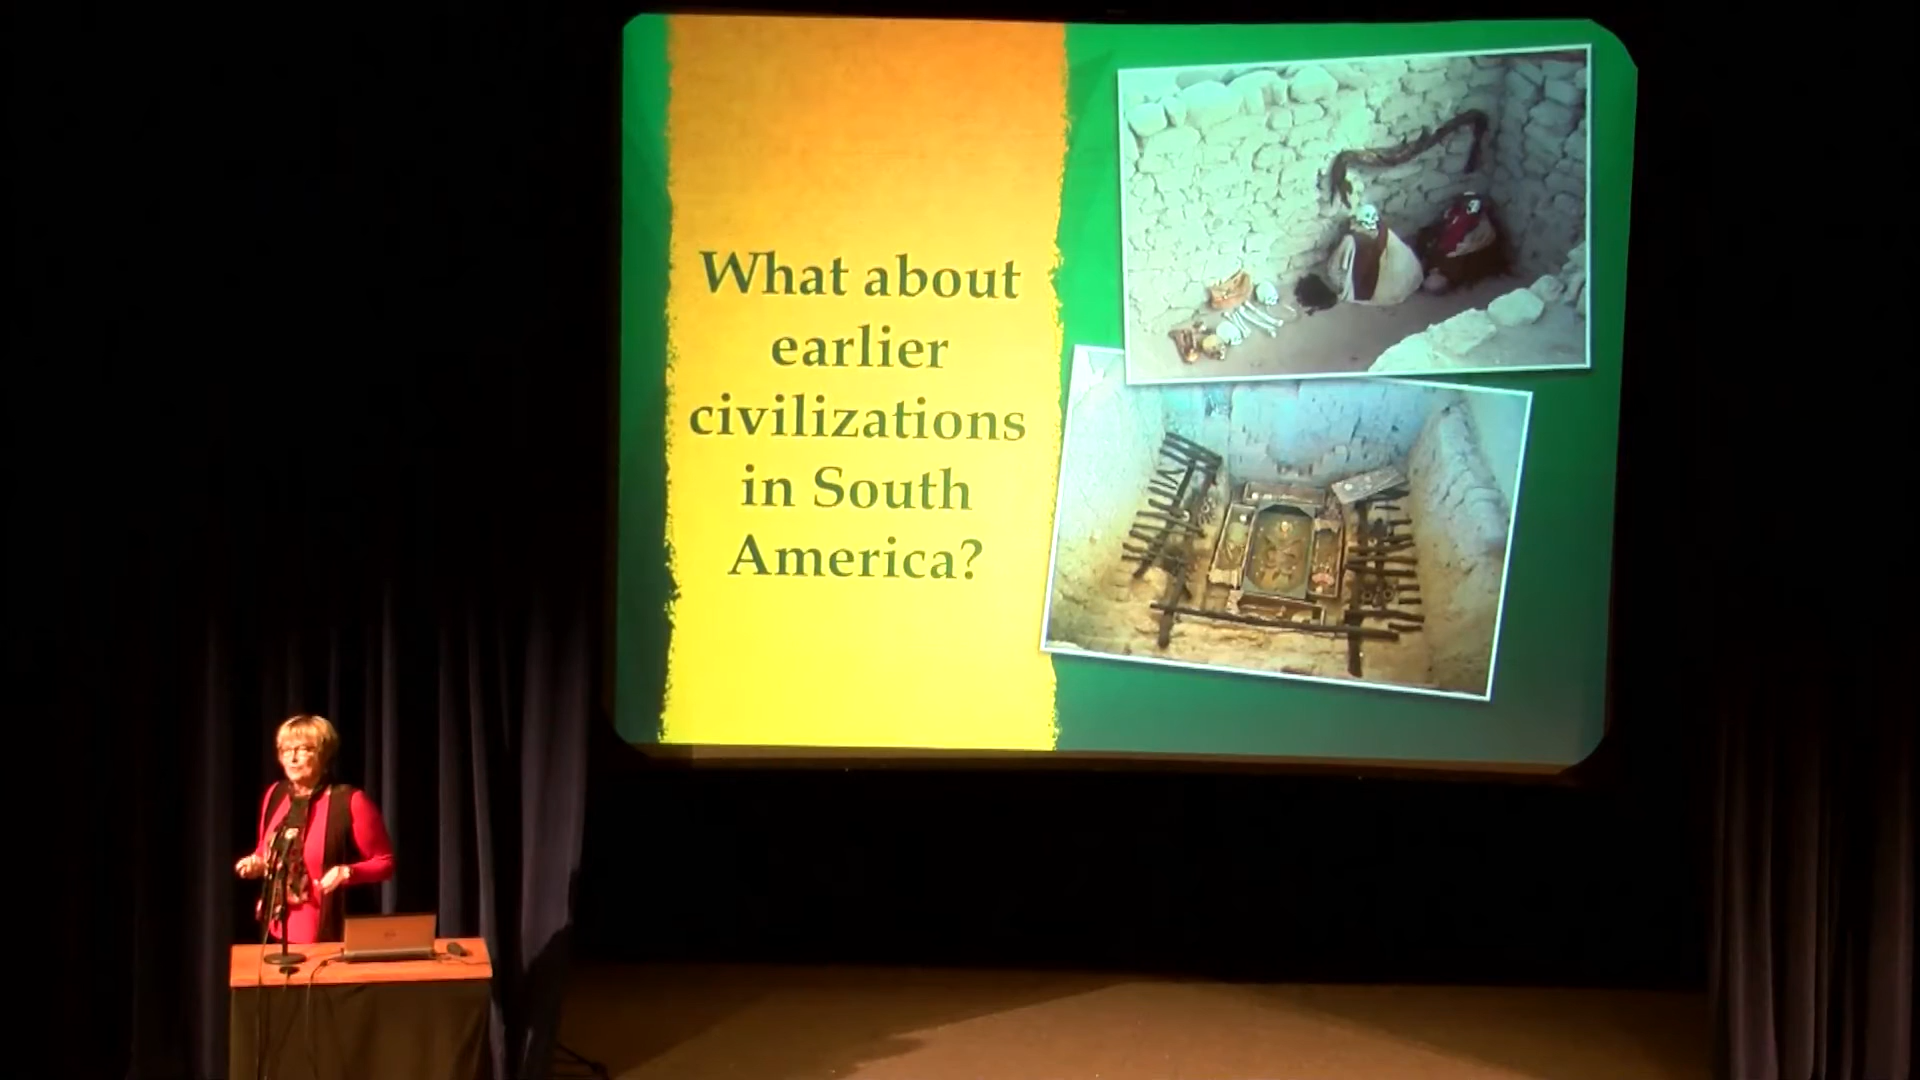 What about
earlier
civilizations
in South
America?